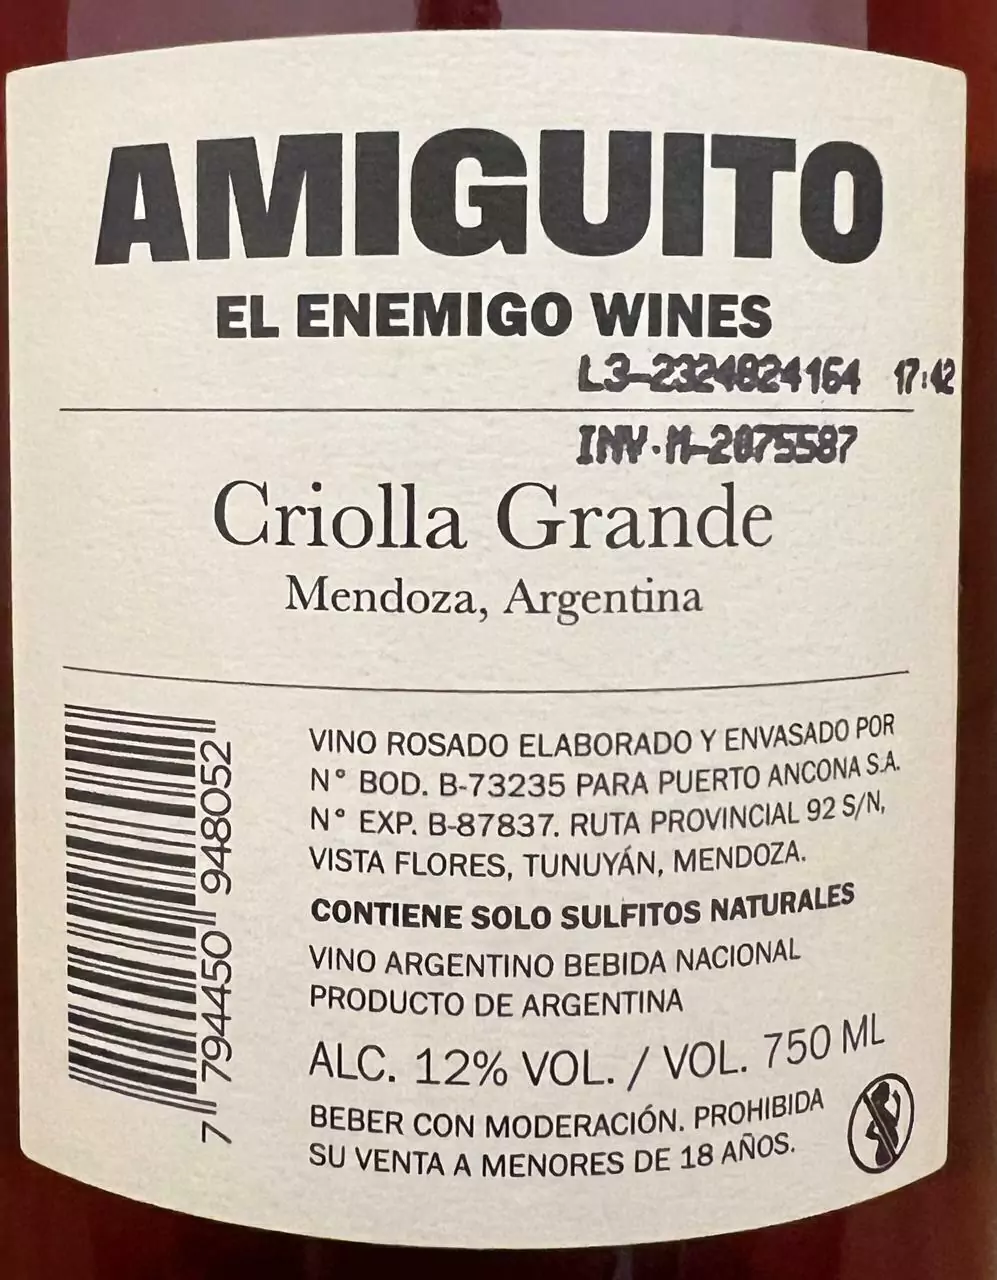 AMIGUITO
EL ENEMIGO WINES
L3-2324824164 17:42
INV.M-2075587
Criolla Grande
Mendoza, Argentina
VINO ROSADO ELABORADO Y ENVASADO POR
N° BOD. B-73235 PARA PUERTO ANCONA S.A.
N° EXP. B-87837. RUTA PROVINCIAL 92 S/N,
VISTA FLORES, TUNUYÁN, MENDOZA.
CONTIENE SOLO SULFITOS NATURALES
VINO ARGENTINO BEBIDA NACIONAL
PRODUCTO DE ARGENTINA
ALC. 12% VOL. / VOL. 750 ML
BEBER CON MODERACIÓN. PROHIBIDA
SU VENTA A MENORES DE 18 AÑOS.
7 794450 948052